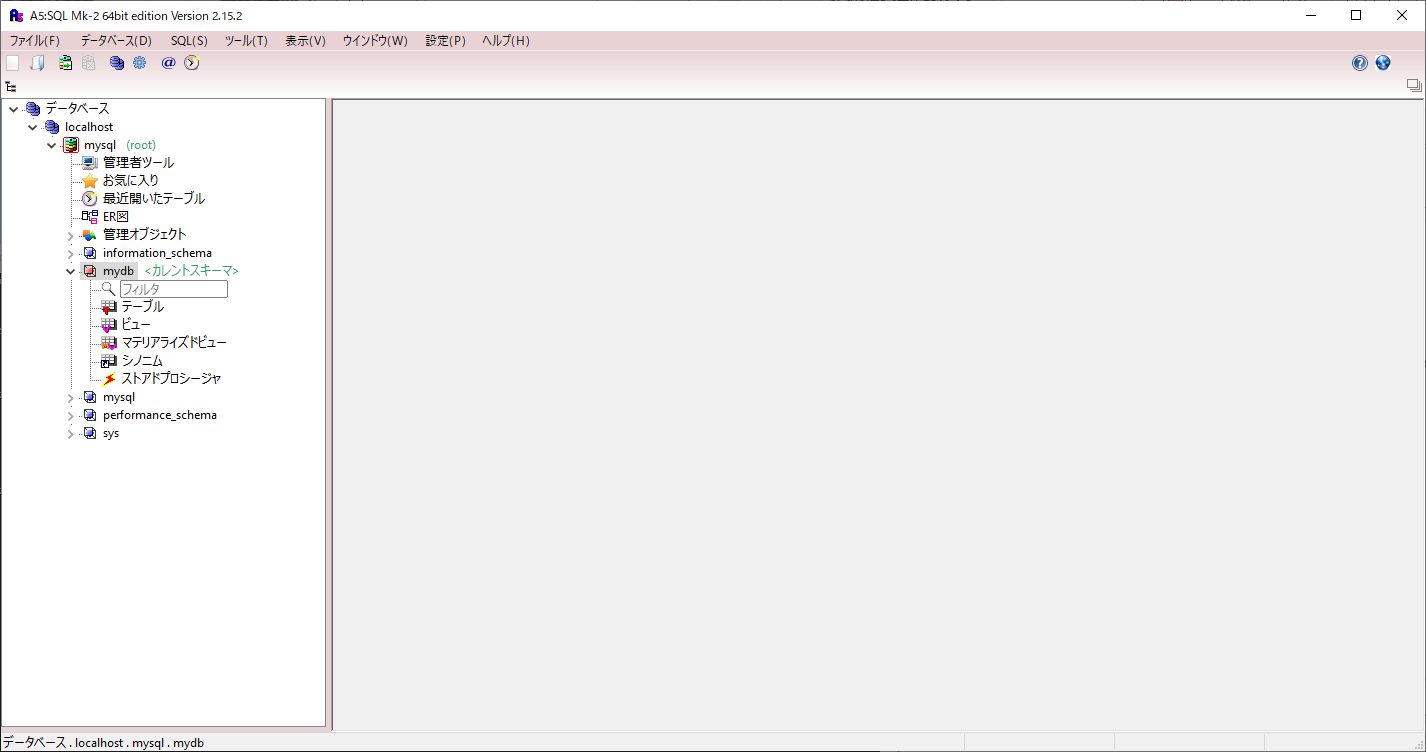 A5:SQL Mk-2 64bit edition Version 2.15.2
ファイル(F) データベース(D) SQL(S) ツール(T) 表示(V) ウインドウ(W) 設定(P) ヘルプ(H)
データベース
localhost
mysql (root)
管理者ツール
お気に入り
最近開いたテーブル
ER図
管理オブジェクト
information_schema
mydb <カレントスキーマ>
フィルタ
テーブル
ビュー
マテリアライズドビュー
シノニム
ストアドプロシージャ
mysql
performance_schema
sys
データベース . localhost . mysql . mydb